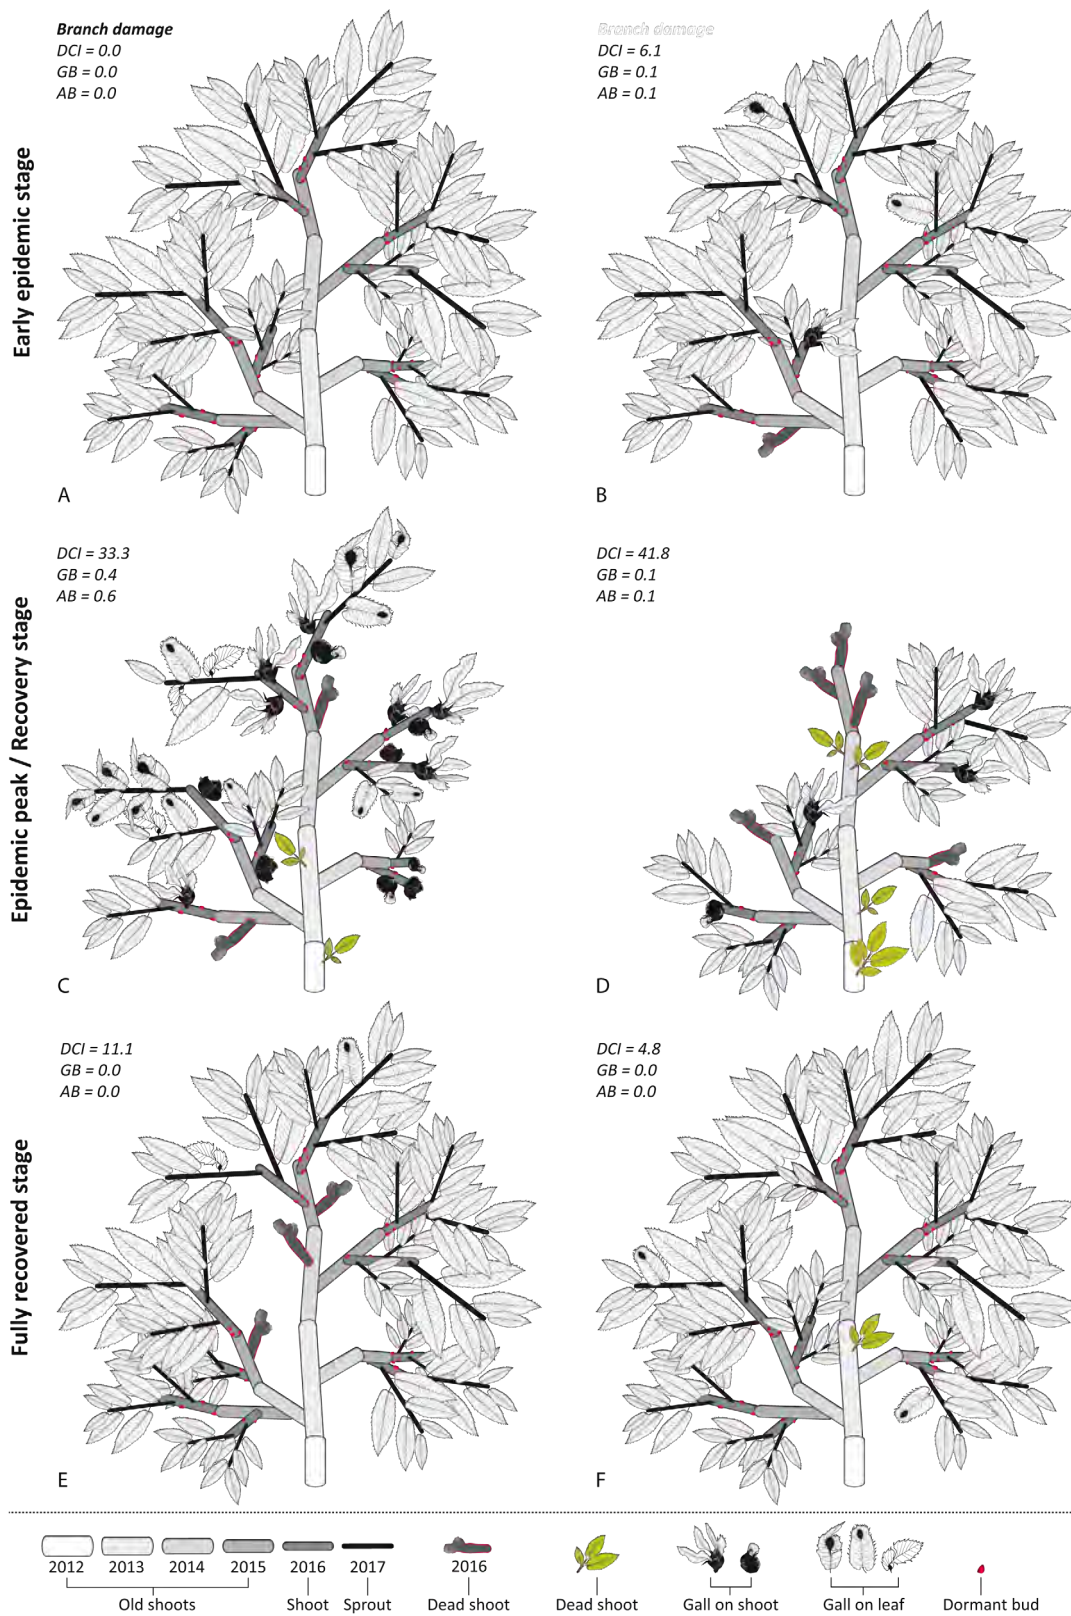 Branch damage
DCI = 0.0
GB = 0.0
AB = 0.0
Branch damage
DCI = 6.1
GB = 0.1
AB = 0.1
Early epidemic stage
A
B
DCI = 33.3
GB = 0.4
AB = 0.6
DCI = 41.8
GB = 0.1
AB = 0.1
Epidemic peak / Recovery stage
C
D
DCI = 11.1
GB = 0.0
AB = 0.0
DCI = 4.8
GB = 0.0
AB = 0.0
Fully recovered stage
E
F
2012 2013 2014 2015 2016 2017 2016
Old shoots Shoot Sprout Dead shoot Dead shoot Gall on shoot Gall on leaf Dormant bud